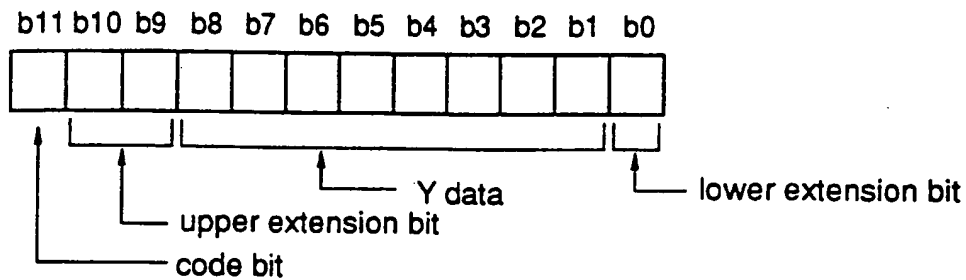 b11 b10 b9 b8 b7 b6 b5 b4 b3 b2 b1 b0
Y data
lower extension bit
upper extension bit
code bit